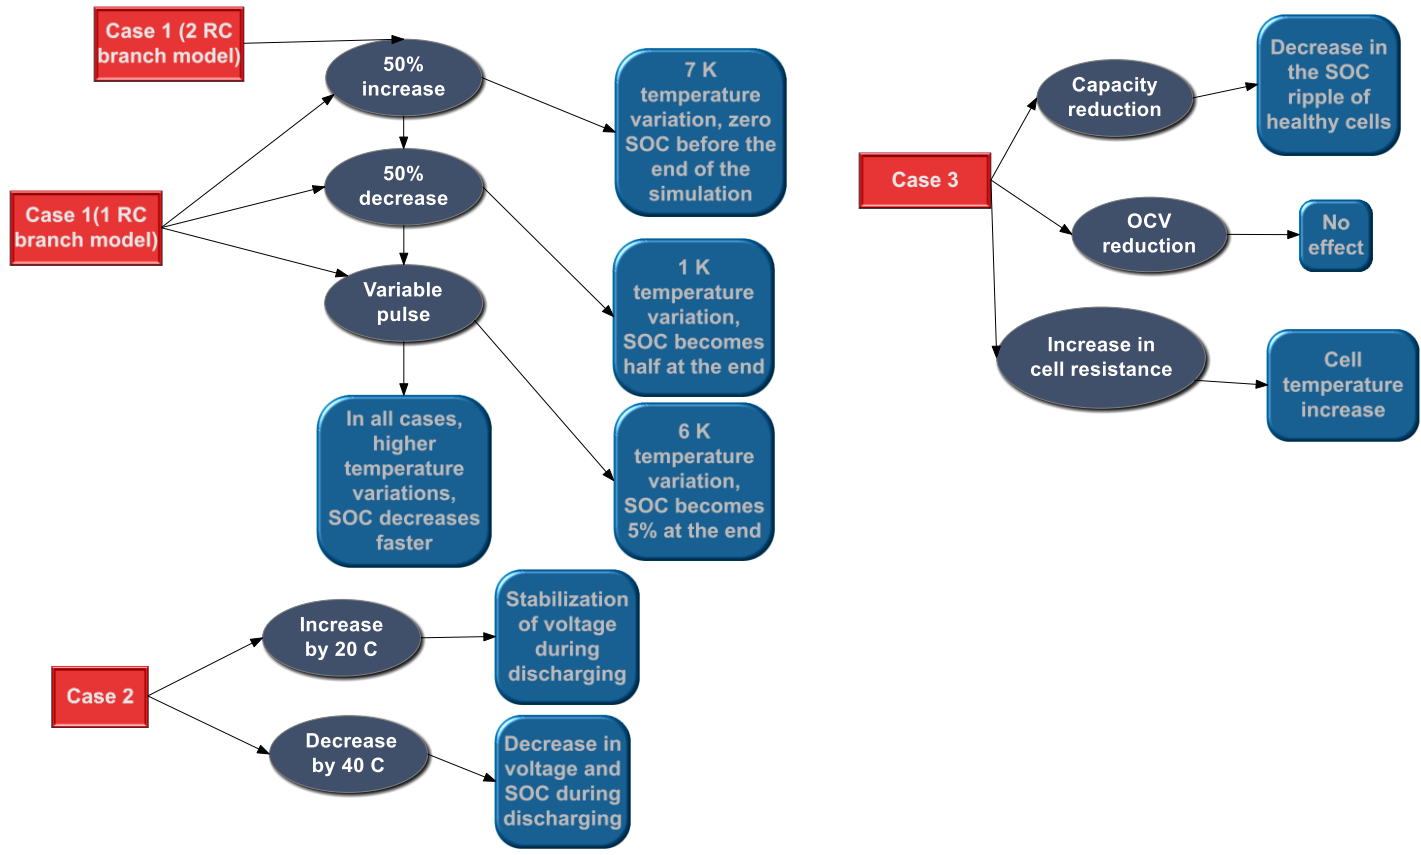 Case 1 (2 RC
branch model)
50%
increase
7 K
temperature
variation, zero
SOC before the
end of the
simulation
Case 1(1 RC
branch model)
50%
decrease
1 K
temperature
variation,
SOC becomes
half at the end
Variable
pulse
In all cases,
higher
temperature
variations,
SOC decreases
faster
6 K
temperature
variation,
SOC becomes
5% at the end
Case 2
Increase
by 20 C
Stabilization
of voltage
during
discharging
Decrease
by 40 C
Decrease in
voltage and
SOC during
discharging
Case 3
Capacity
reduction
Decrease in
the SOC
ripple of
healthy cells
OCV
reduction
No
effect
Increase in
cell resistance
Cell
temperature
increase